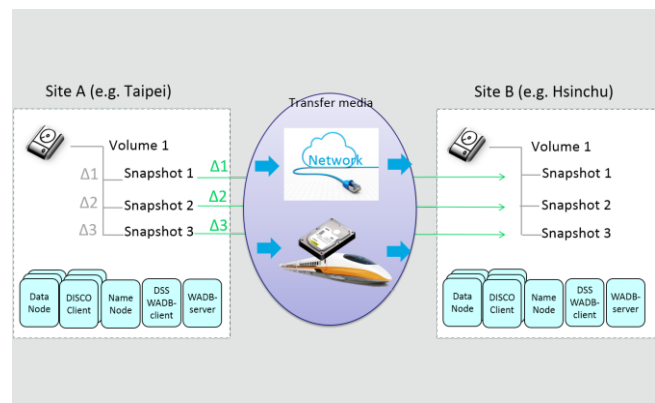 Site A (e.g. Taipei)
Volume 1
Δ1
Snapshot 1
Δ1
Δ2
Snapshot 2
Δ2
Δ3
Snapshot 3
Δ3
Data
Node
DISCO
Client
Name
Node
DSS
WADB-
client
WADB-
server
Transfer media
Network
Site B (e.g. Hsinchu)
Volume 1
Snapshot 1
Snapshot 2
Snapshot 3
Data
Node
DISCO
Client
Name
Node
DSS
WADB-
client
WADB-
server